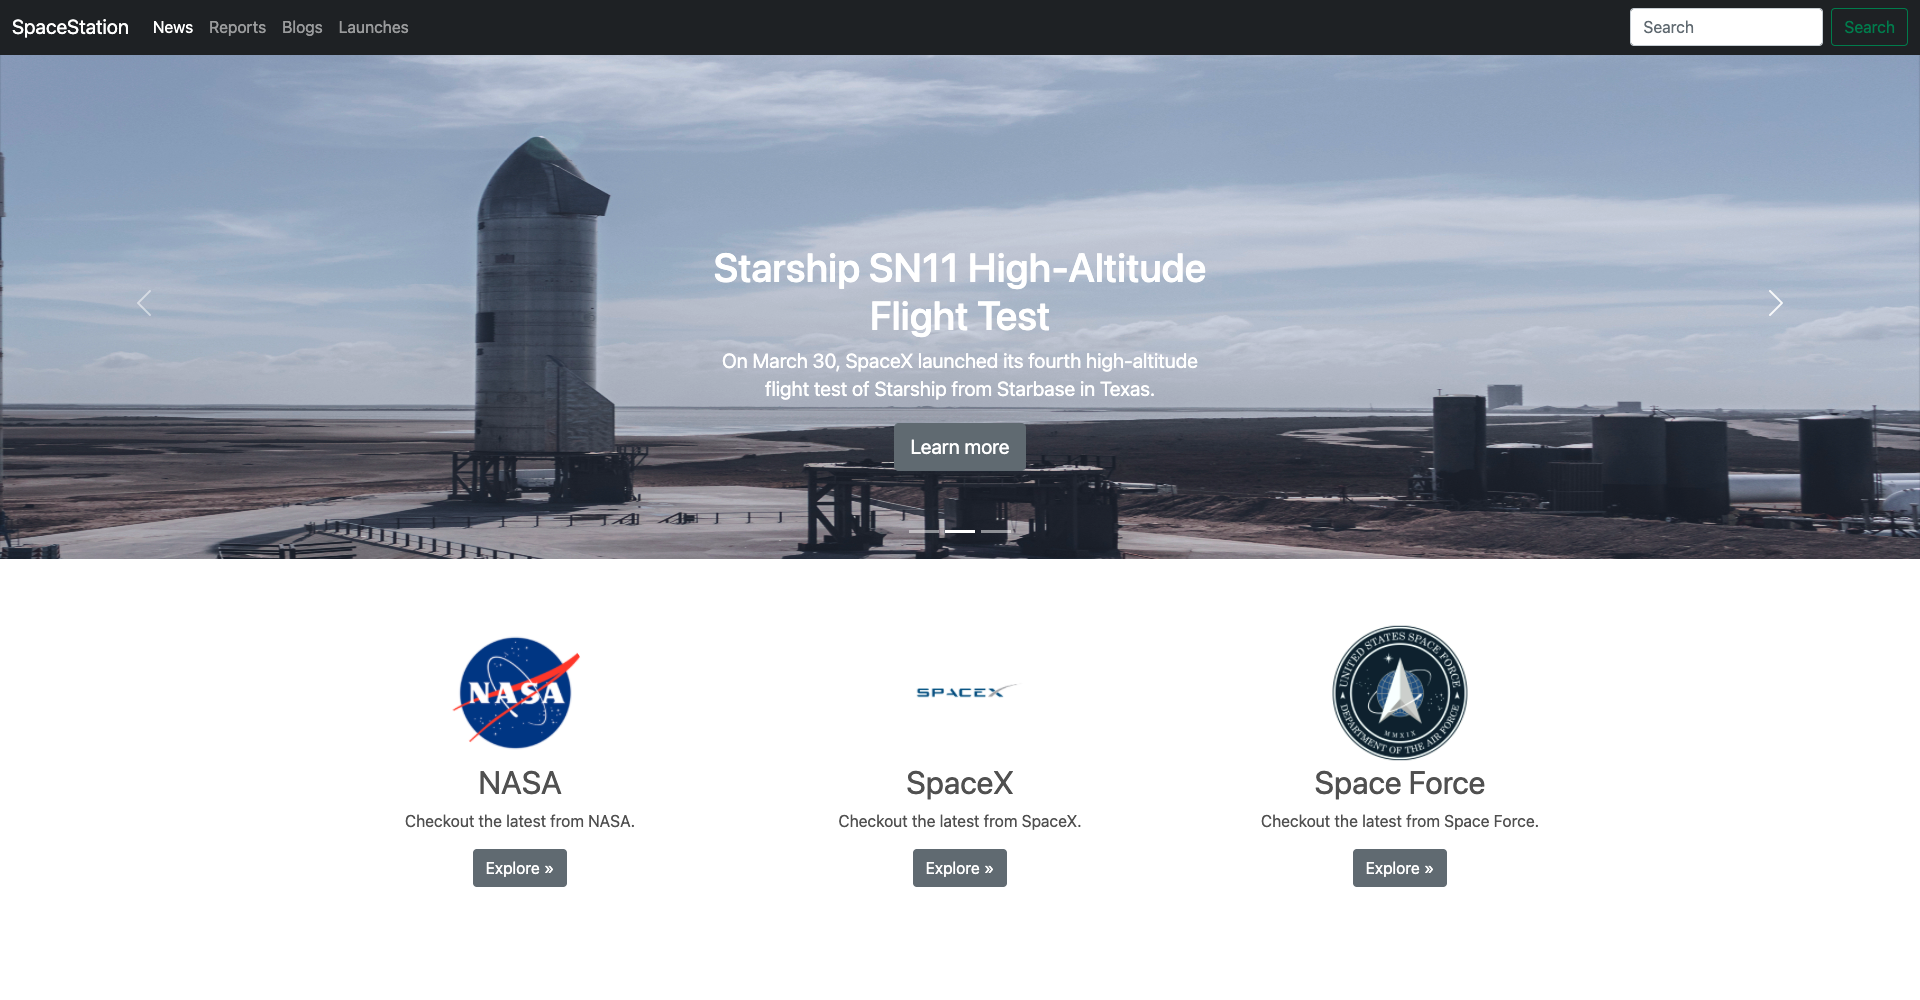 SpaceStation
News
Reports
Blogs
Launches
Search
Search
Starship SN11 High-Altitude
Flight Test
On March 30, SpaceX launched its fourth high-altitude
flight test of Starship from Starbase in Texas.
Learn more
NASA
SPACEX
UNITED STATES SPACE FORCE
DEPARTMENT OF THE AIR FORCE
MMXIX
NASA
SpaceX
Space Force
Checkout the latest from NASA.
Checkout the latest from SpaceX.
Checkout the latest from Space Force.
Explore »
Explore »
Explore »